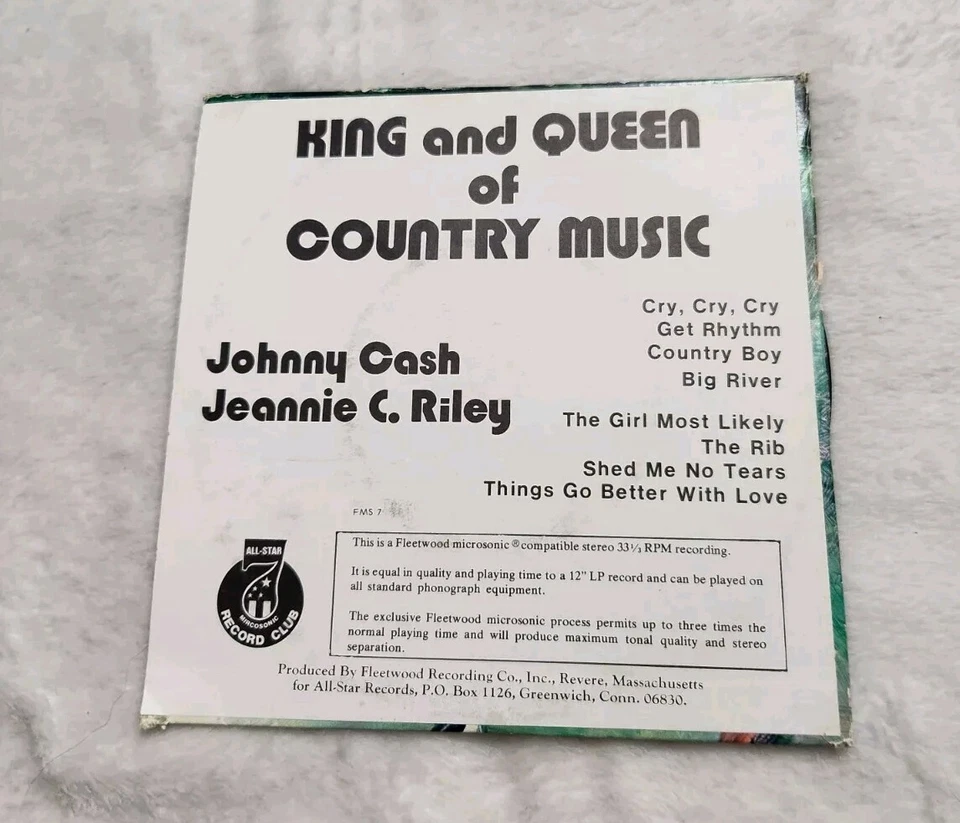 KING and QUEEN
of
COUNTRY MUSIC
Cry, Cry, Cry
Get Rhythm
Country Boy
Big River
Johnny Cash
Jeannie C. Riley
The Girl Most Likely
The Rib
Shed Me No Tears
Things Go Better With Love
FMS 7
ALL-STAR
7
MIRCOSONIC
RECORD CLUB
This is a Fleetwood microsonic ® compatible stereo 33⅓ RPM recording.
It is equal in quality and playing time to a 12" LP record and can be played on
all standard phonograph equipment.
The exclusive Fleetwood microsonic process permits up to three times the
normal playing time and will produce maximum tonal quality and stereo
separation.
Produced By Fleetwood Recording Co., Inc., Revere, Massachusetts
for All-Star Records, P.O. Box 1126, Greenwich, Conn. 06830.